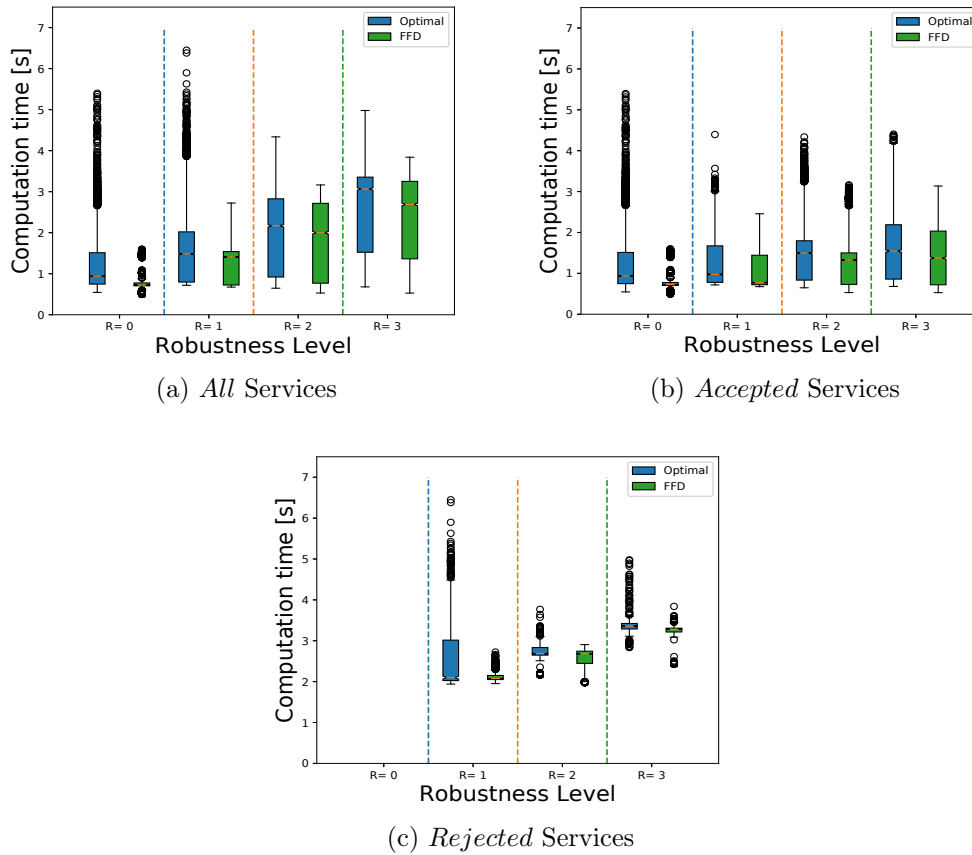 7
6
5
4
3
2
1
0
Computation time [s]
Optimal
FFD
R= 0 R= 1 R= 2 R= 3
Robustness Level
(a) All Services
7
6
5
4
3
2
1
0
Computation time [s]
Optimal
FFD
R= 0 R= 1 R= 2 R= 3
Robustness Level
(b) Accepted Services
7
6
5
4
3
2
1
0
Computation time [s]
Optimal
FFD
R= 0 R= 1 R= 2 R= 3
Robustness Level
(c) Rejected Services